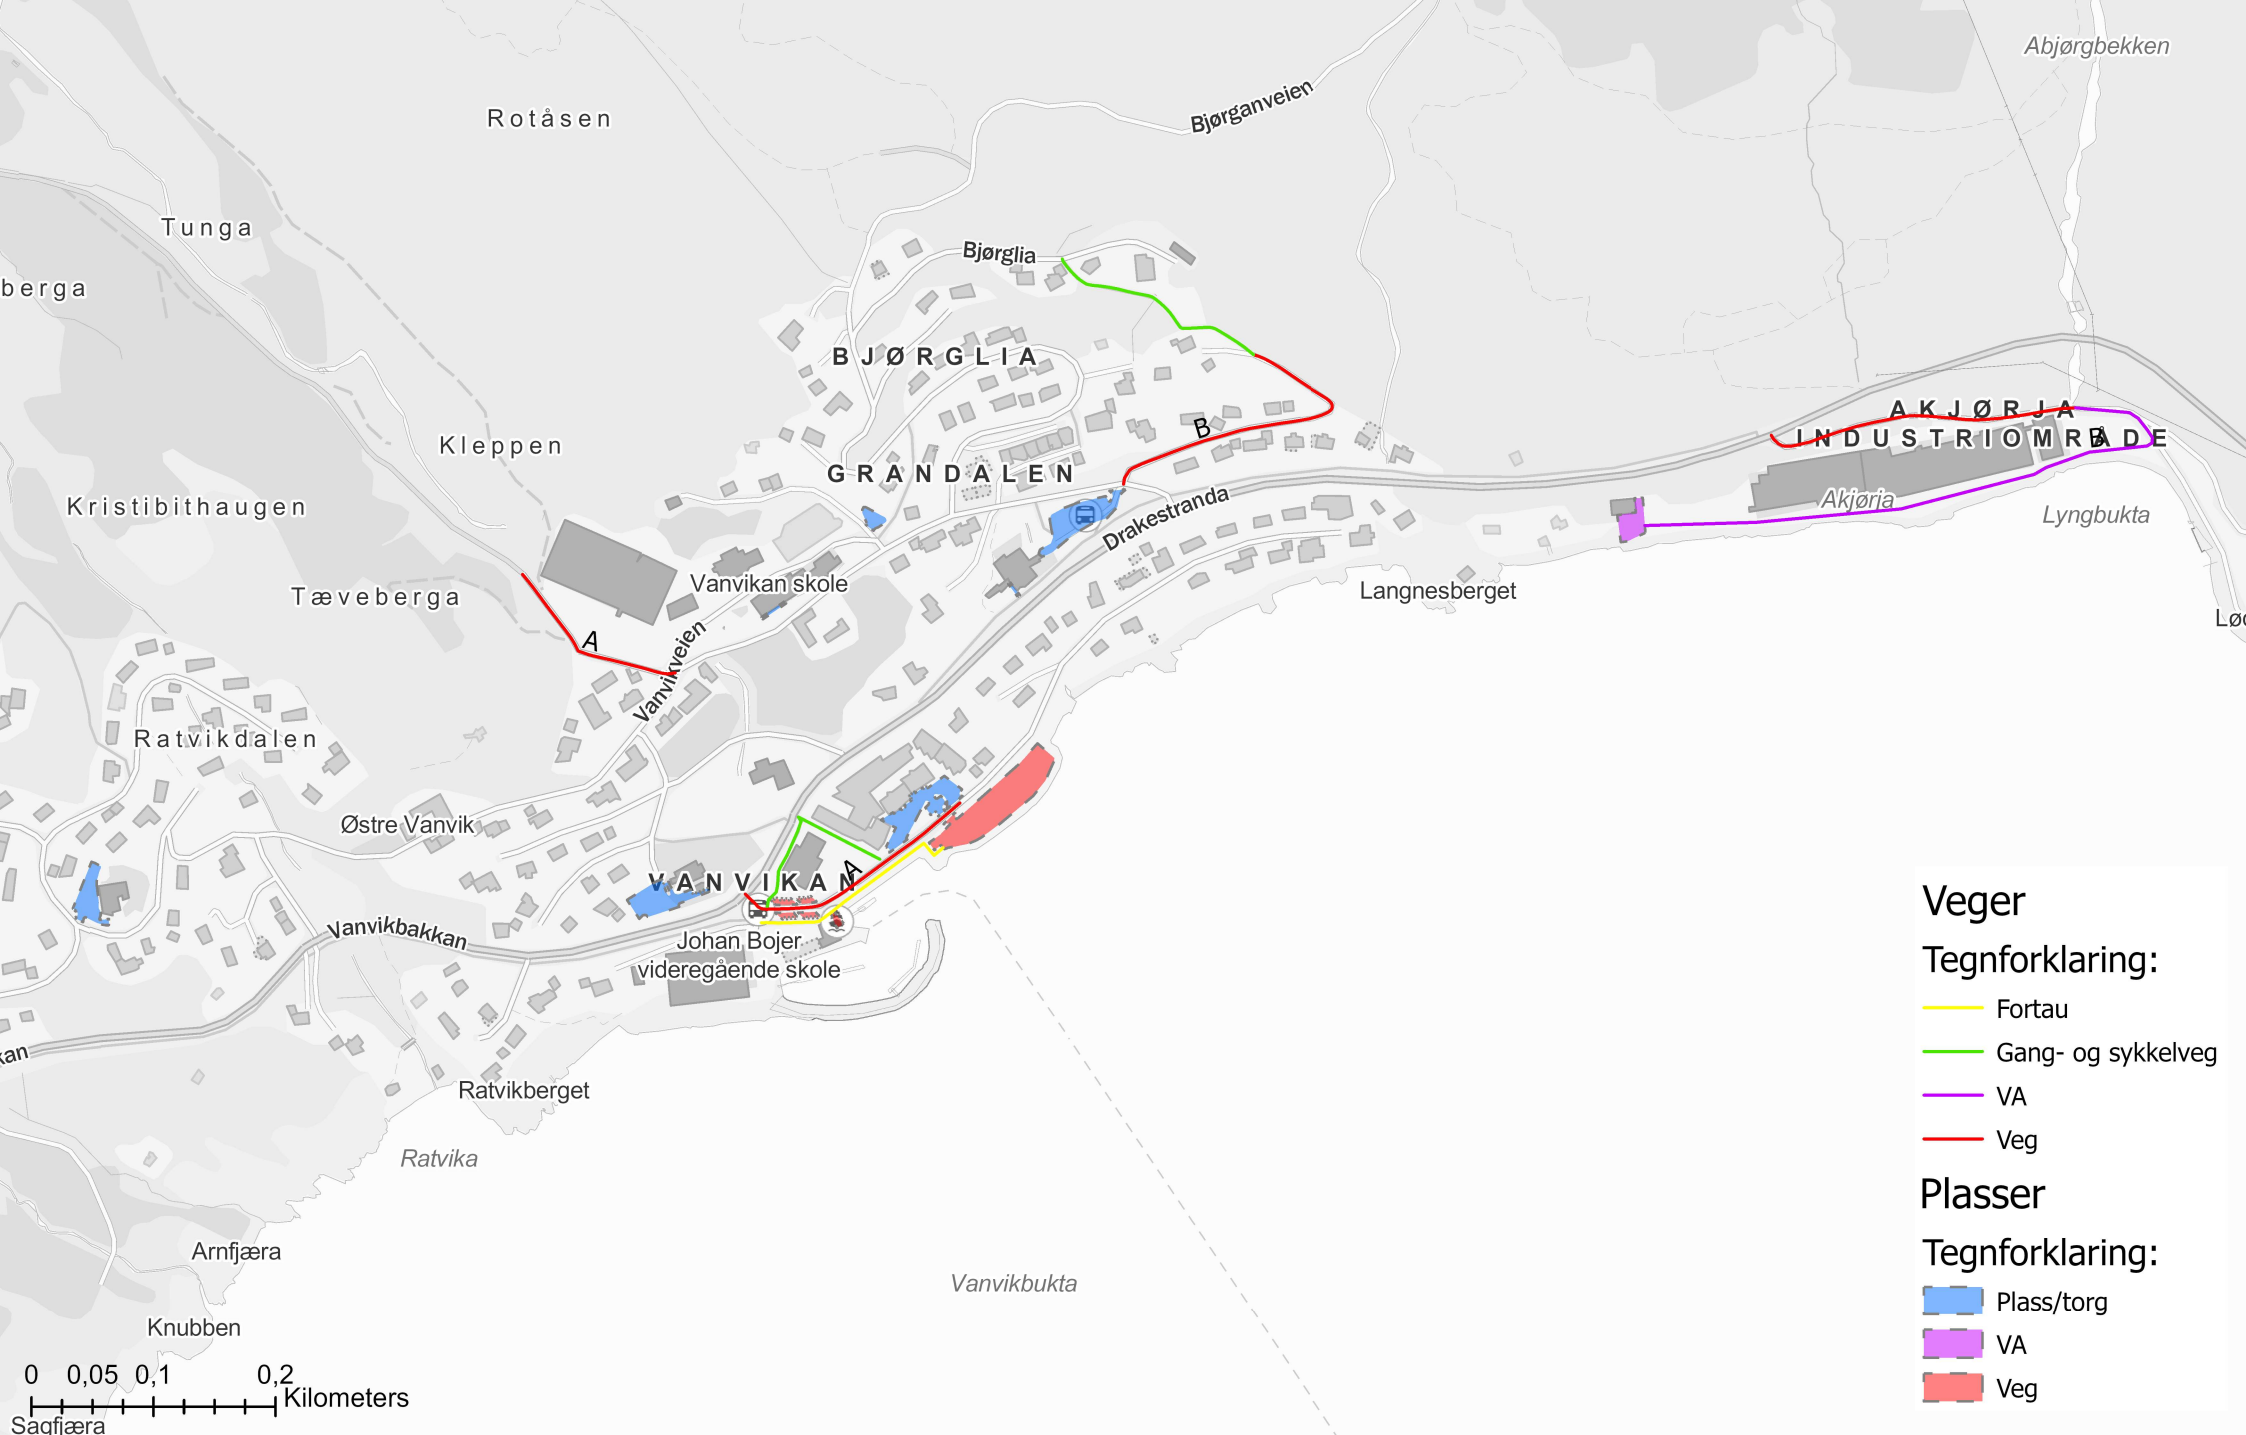 Abjørgbekken
Rotåsen
Bjørganveien
Tunga
Bjørglia
berga
BJØRGLIA
AKJØRJA
INDUSTRIOMRÅDE
B
B
Kleppen
GRANDALEN
Kristibithaugen
Drakestranda
Akjørja
Lyngbukta
Vanvikan skole
Langnesberget
Tæveberga
A
Vanvikveien
Ratvikdalen
Østre Vanvik
A
VANVIKAN
Vanvikbakkan
Johan Bojer
videregående skole
kan
Ratvikberget
Ratvika
Arnfjæra
Vanvikbukta
Knubben
0 0,05 0,1 0,2
Kilometers
Sagfjæra
Veger
Tegnforklaring:
Fortau
Gang- og sykkelveg
VA
Veg
Plasser
Tegnforklaring:
Plass/torg
VA
Veg